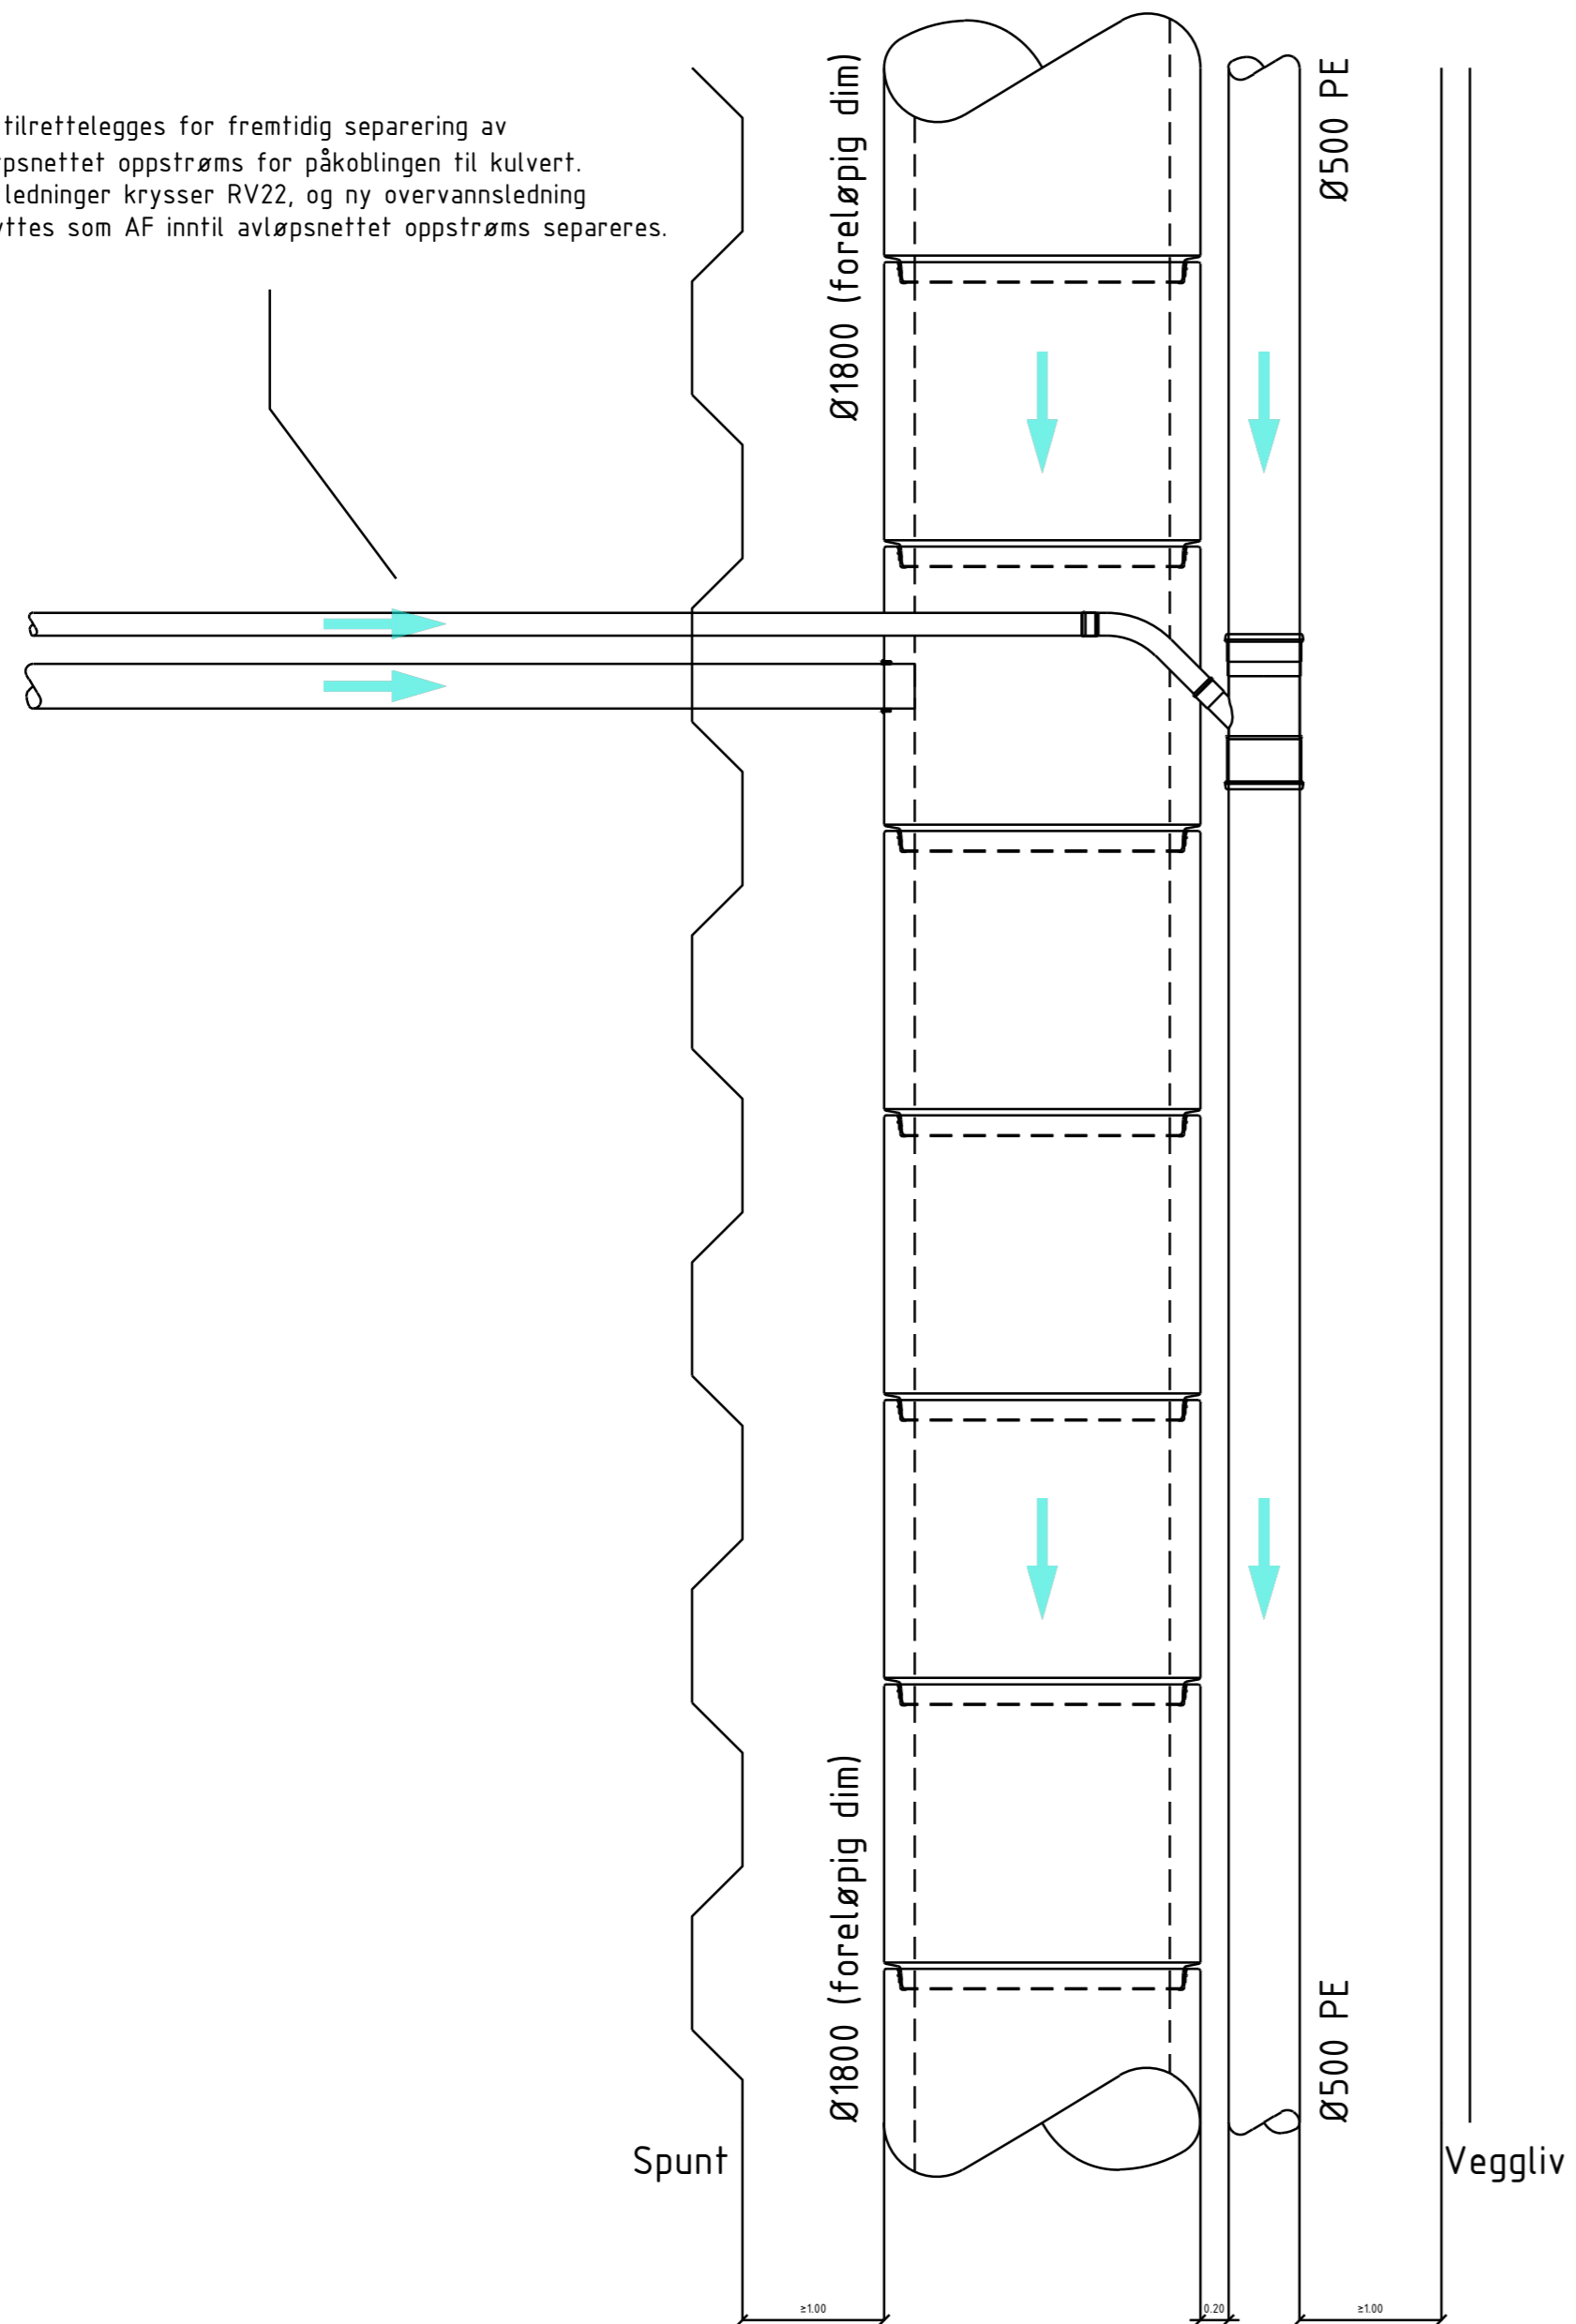 tilrettelegges for fremtidig separering av
psnettet oppstrøms for påkoblingen til kulvert.
ledninger krysser RV22, og ny overvannsledning
yttes som AF inntil avløpsnettet oppstrøms separeres.
Ø1800 (foreløpig dim)
Ø500 PE
Ø1800 (foreløpig dim)
Ø500 PE
Spunt
Veggliv
≥1.00
0.20
≥1.00